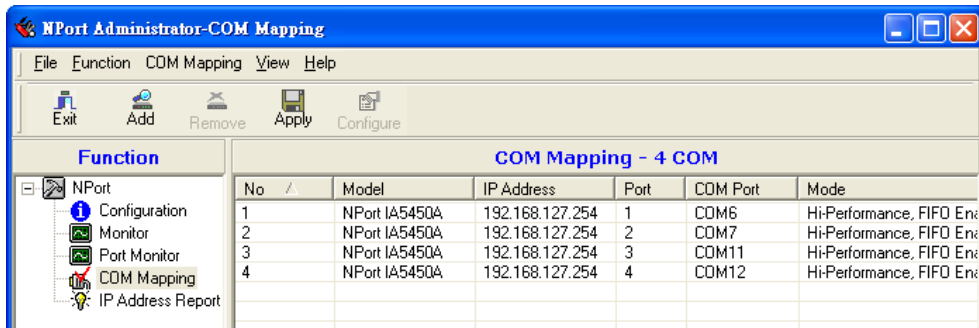 NPort Administrator-COM Mapping
File Function COM Mapping View Help
Exit Add Remove Apply Configure
Function
COM Mapping - 4 COM
NPort
Configuration
Monitor
Port Monitor
COM Mapping
IP Address Report
No Model IP Address Port COM Port Mode
1 NPort IA5450A 192.168.127.254 1 COM6 Hi-Performance, FIFO Ena
2 NPort IA5450A 192.168.127.254 2 COM7 Hi-Performance, FIFO Ena
3 NPort IA5450A 192.168.127.254 3 COM11 Hi-Performance, FIFO Ena
4 NPort IA5450A 192.168.127.254 4 COM12 Hi-Performance, FIFO Ena